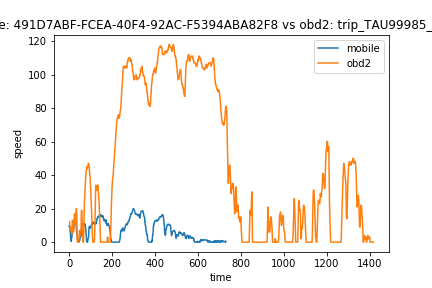 e: 491D7ABF-FCEA-40F4-92AC-F5394ABA82F8 vs obd2: trip_TAU99985_
mobile
obd2
120
100
80
60
40
20
0
speed
0 200 400 600 800 1000 1200 1400
time